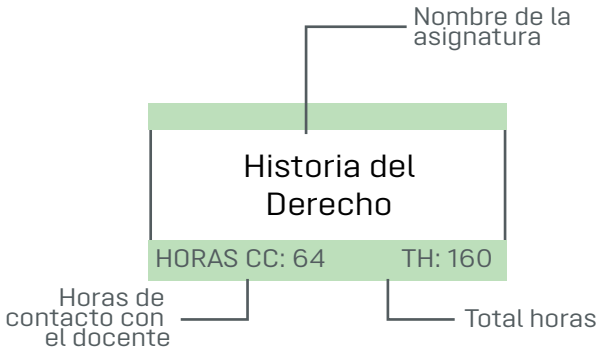 Nombre de la
asignatura
Historia del
Derecho
HORAS CC: 64
TH: 160
Horas de
contacto con
el docente
Total horas